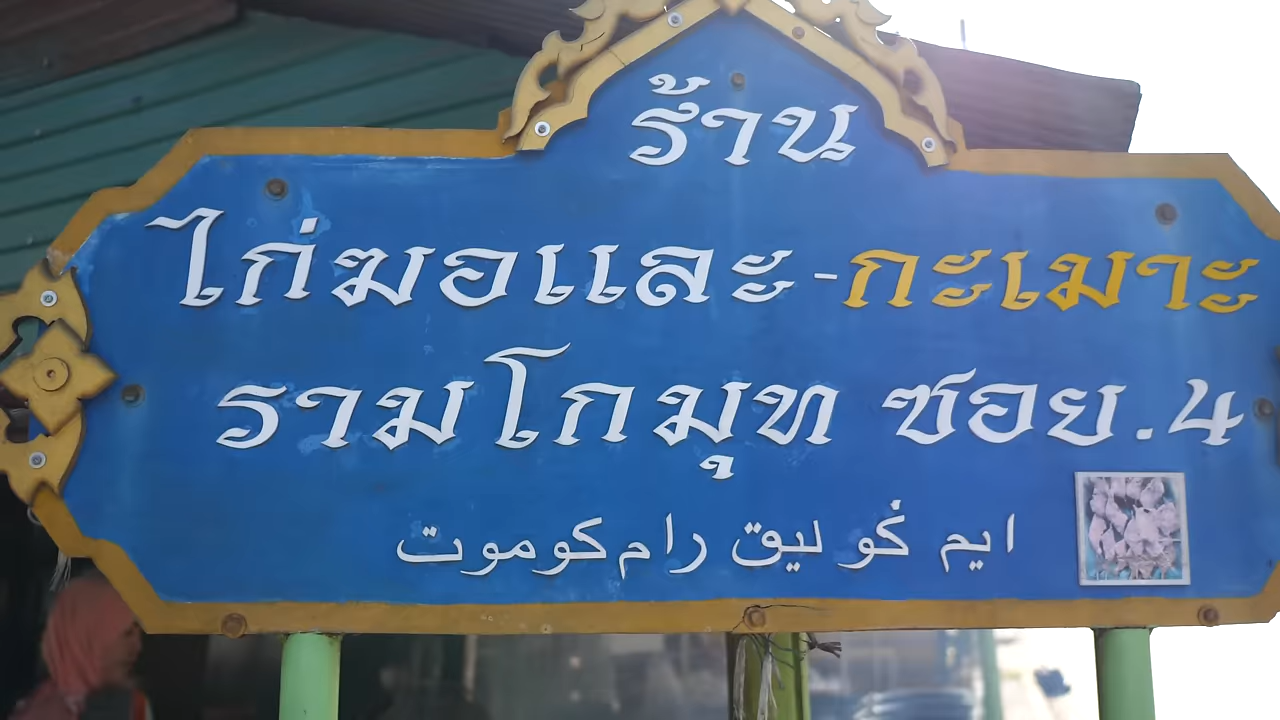 ร้าน
ไก่ฆอและ-กะเมาะ
รามโกมุท ซอย.4
ايم ڬوليق رامكوموت